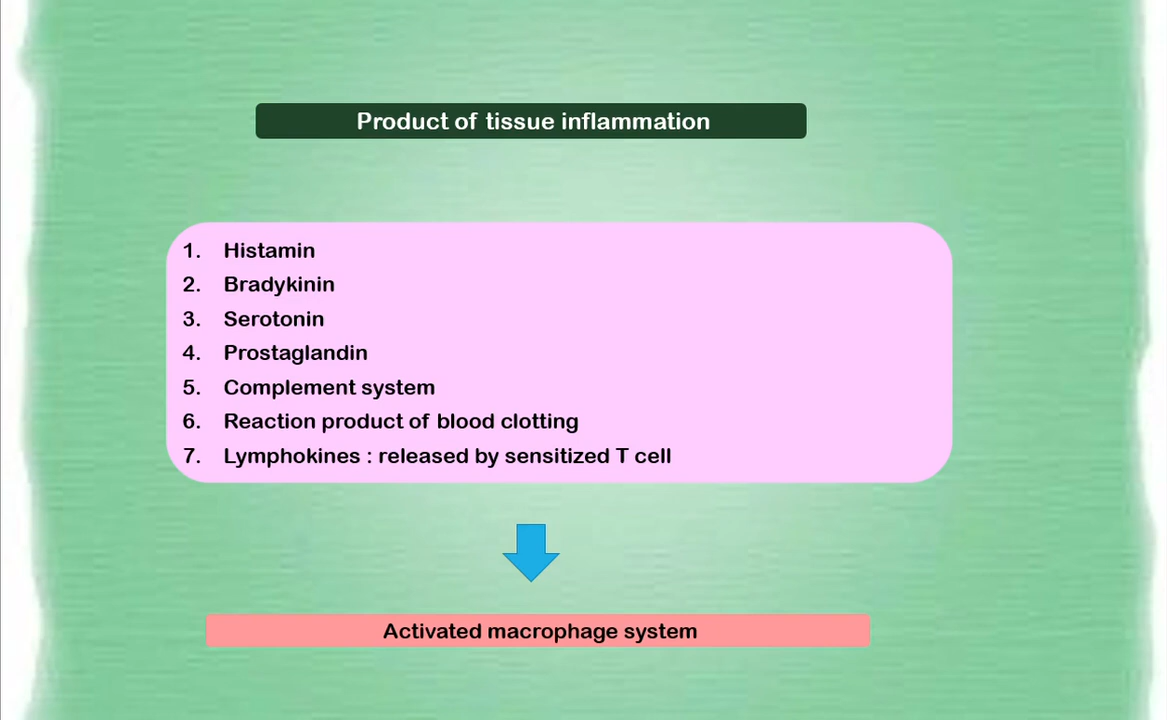 Product of tissue inflammation
1. Histamin
2. Bradykinin
3. Serotonin
4. Prostaglandin
5. Complement system
6. Reaction product of blood clotting
7. Lymphokines : released by sensitized T cell
Activated macrophage system